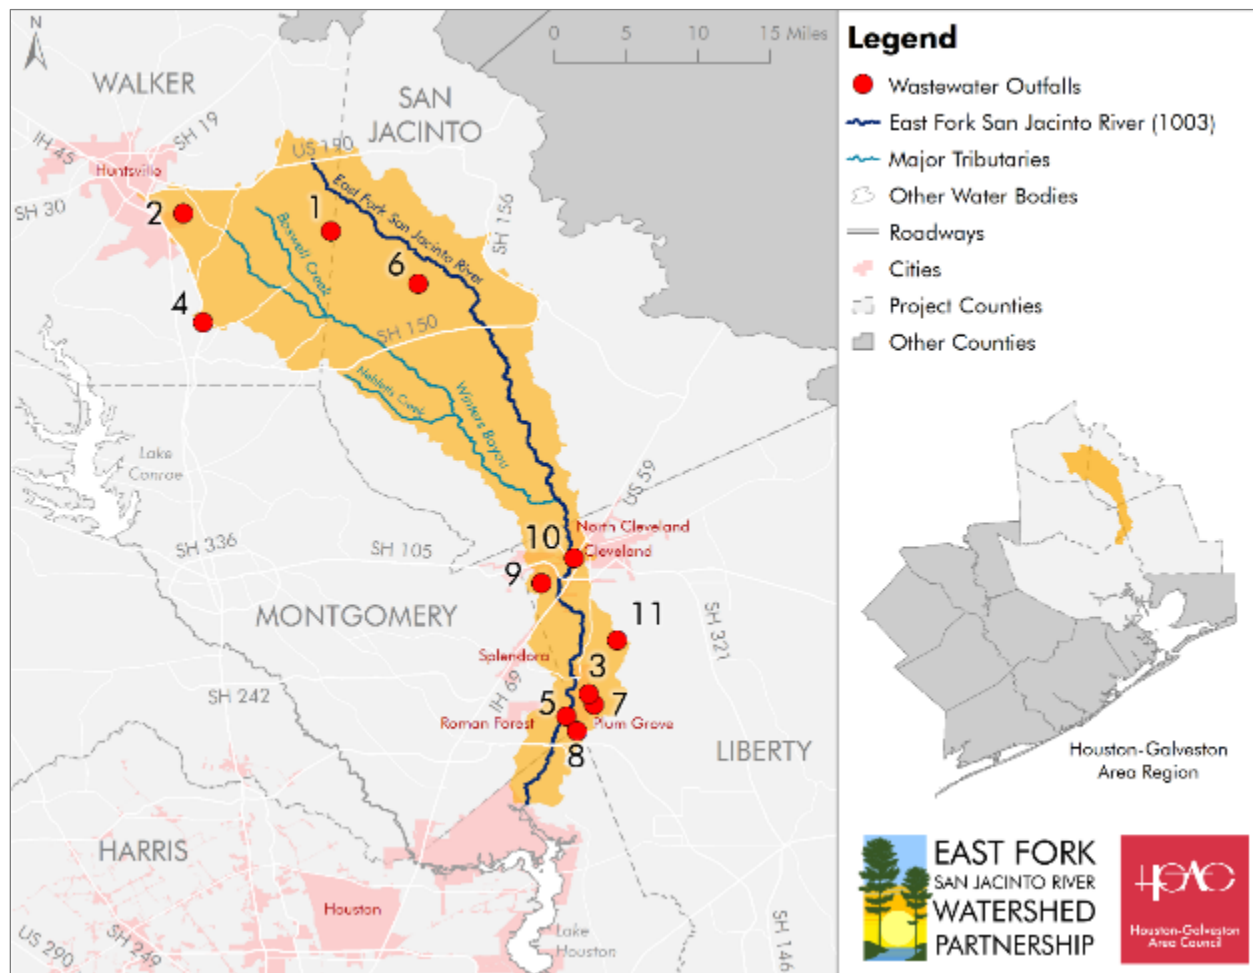 N
0 5 10 15 Miles
WALKER
SAN
JACINTO
IH 45
SH 19
US 190
Huntsville
SH 30
East Fork San Jacinto River
SH 156
Boswell Creek
1
2
6
4
SH 150
Nebletts Creek
Winters Bayou
Lake
Conroe
US 59
North Cleveland
10
Cleveland
SH 336
SH 105
9
MONTGOMERY
11
SH 321
Splendora
3
IH 69
SH 242
5
7
Roman Forest
Plum Grove
8
LIBERTY
HARRIS
Houston
Lake
Houston
US 290
SH 249
SH 146
Legend
Wastewater Outfalls
East Fork San Jacinto River (1003)
Major Tributaries
Other Water Bodies
Roadways
Cities
Project Counties
Other Counties
Houston-Galveston
Area Region
EAST FORK
SAN JACINTO RIVER
WATERSHED
PARTNERSHIP
HGAC
Houston-Galveston
Area Council